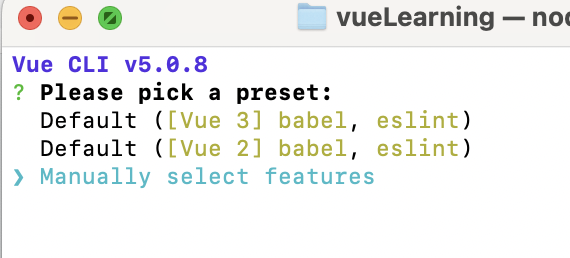 vueLearning — noc
Vue CLI v5.0.8
? Please pick a preset:
Default ([Vue 3] babel, eslint)
Default ([Vue 2] babel, eslint)
❯ Manually select features